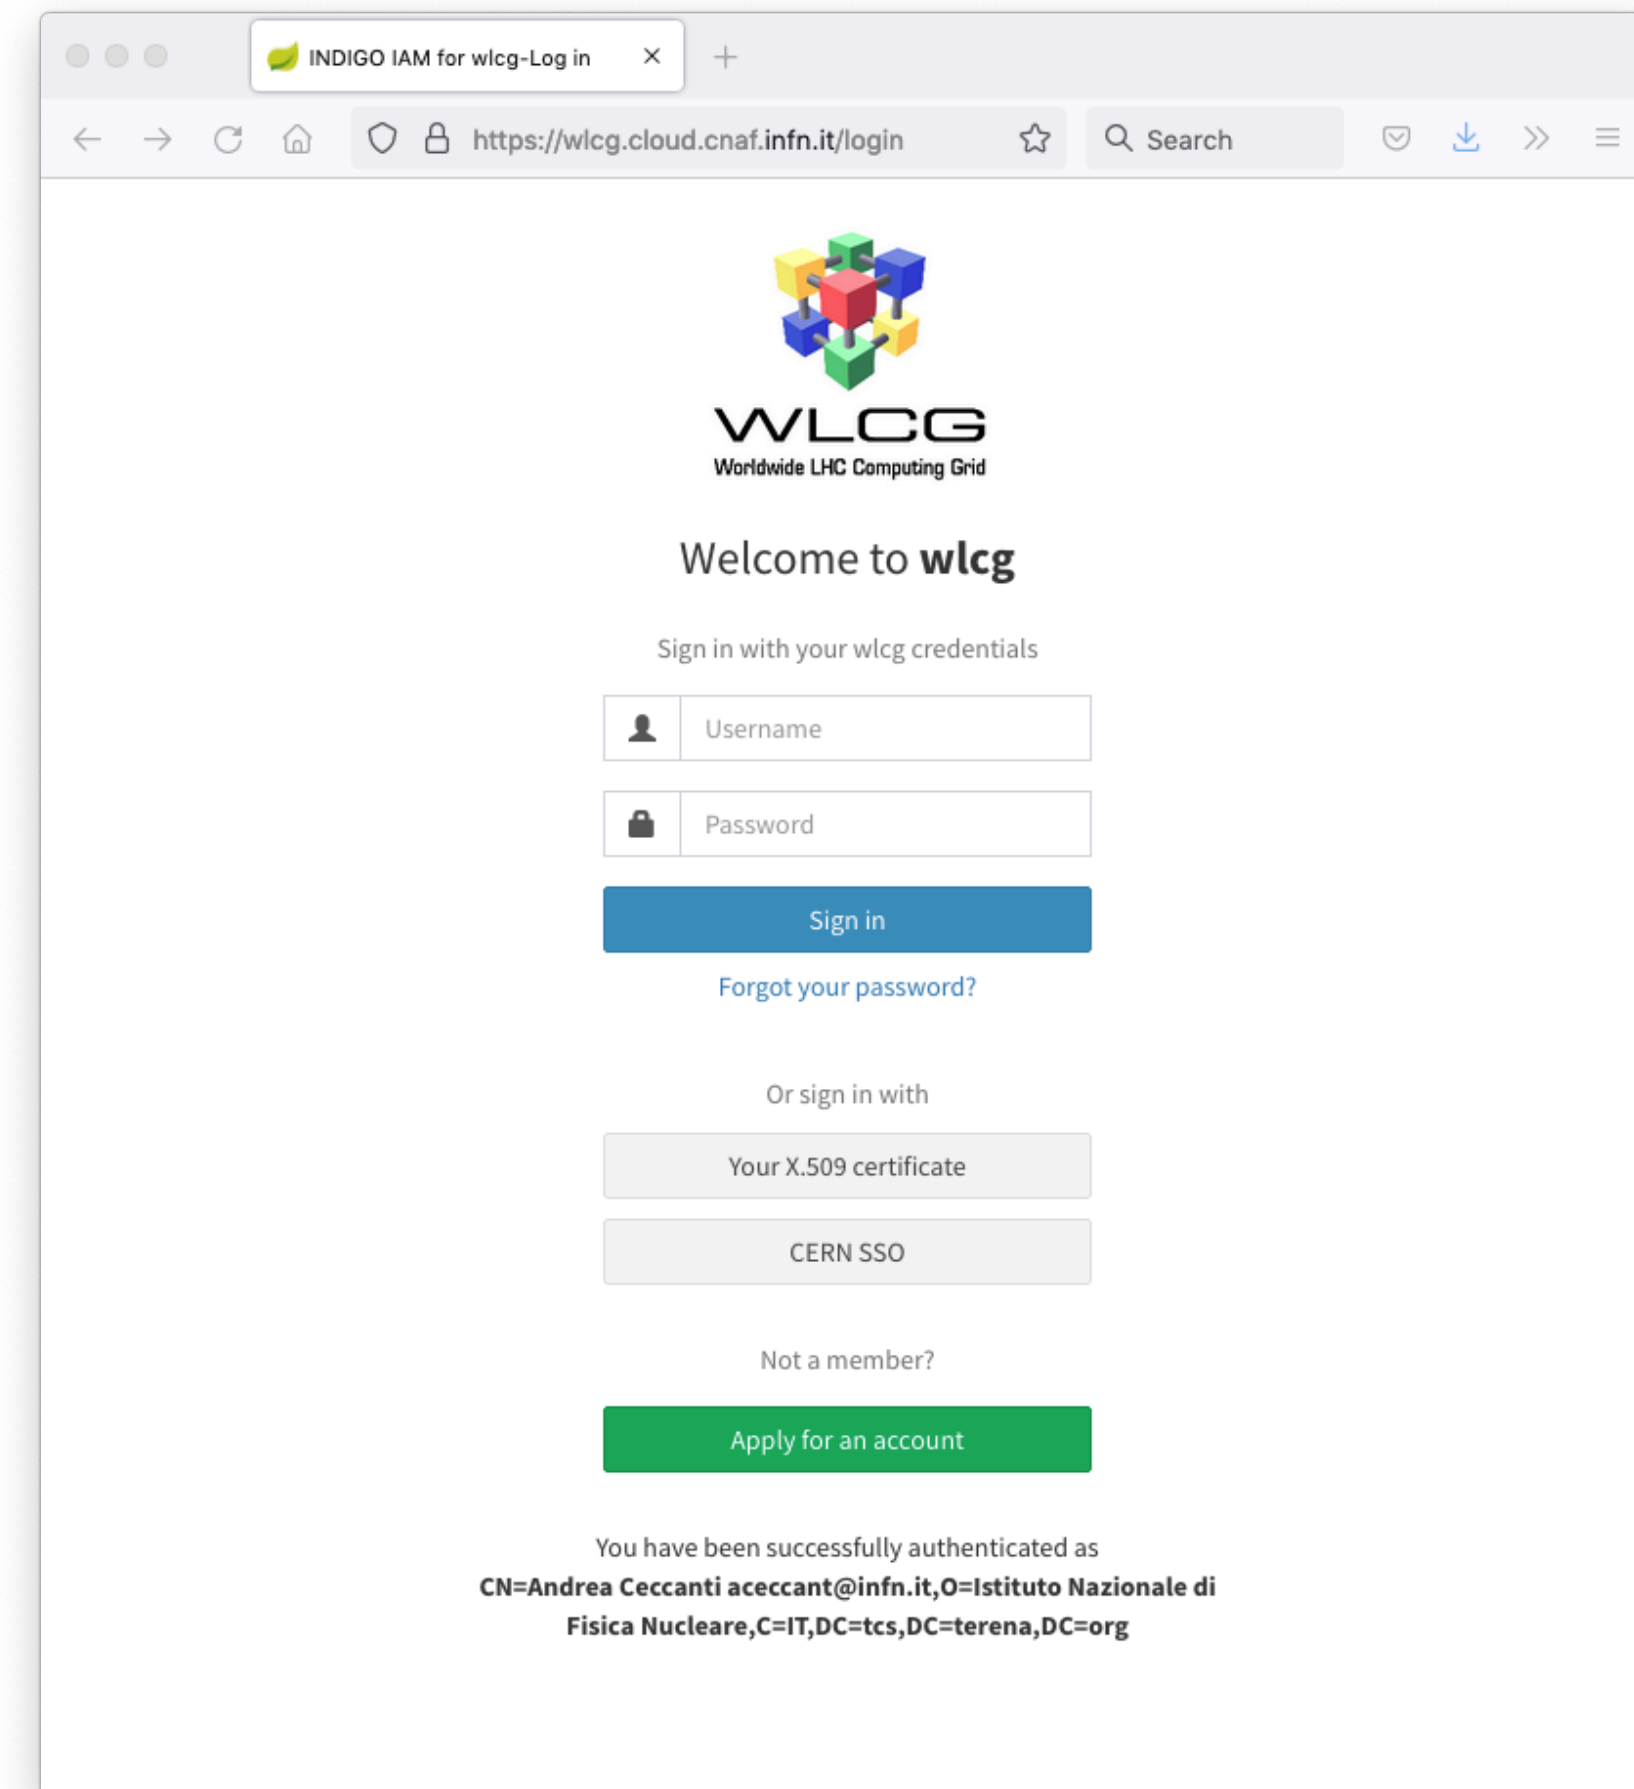 INDIGO IAM for wlcg-Log in
https://wlcg.cloud.cnaf.infn.it/login
Search
WLCG
Worldwide LHC Computing Grid
Welcome to wlcg
Sign in with your wlcg credentials
Username
Password
Sign in
Forgot your password?
Or sign in with
Your X.509 certificate
CERN SSO
Not a member?
Apply for an account
You have been successfully authenticated as
CN=Andrea Ceccanti aceccant@infn.it,O=Istituto Nazionale di
Fisica Nucleare,C=IT,DC=tcs,DC=terena,DC=org